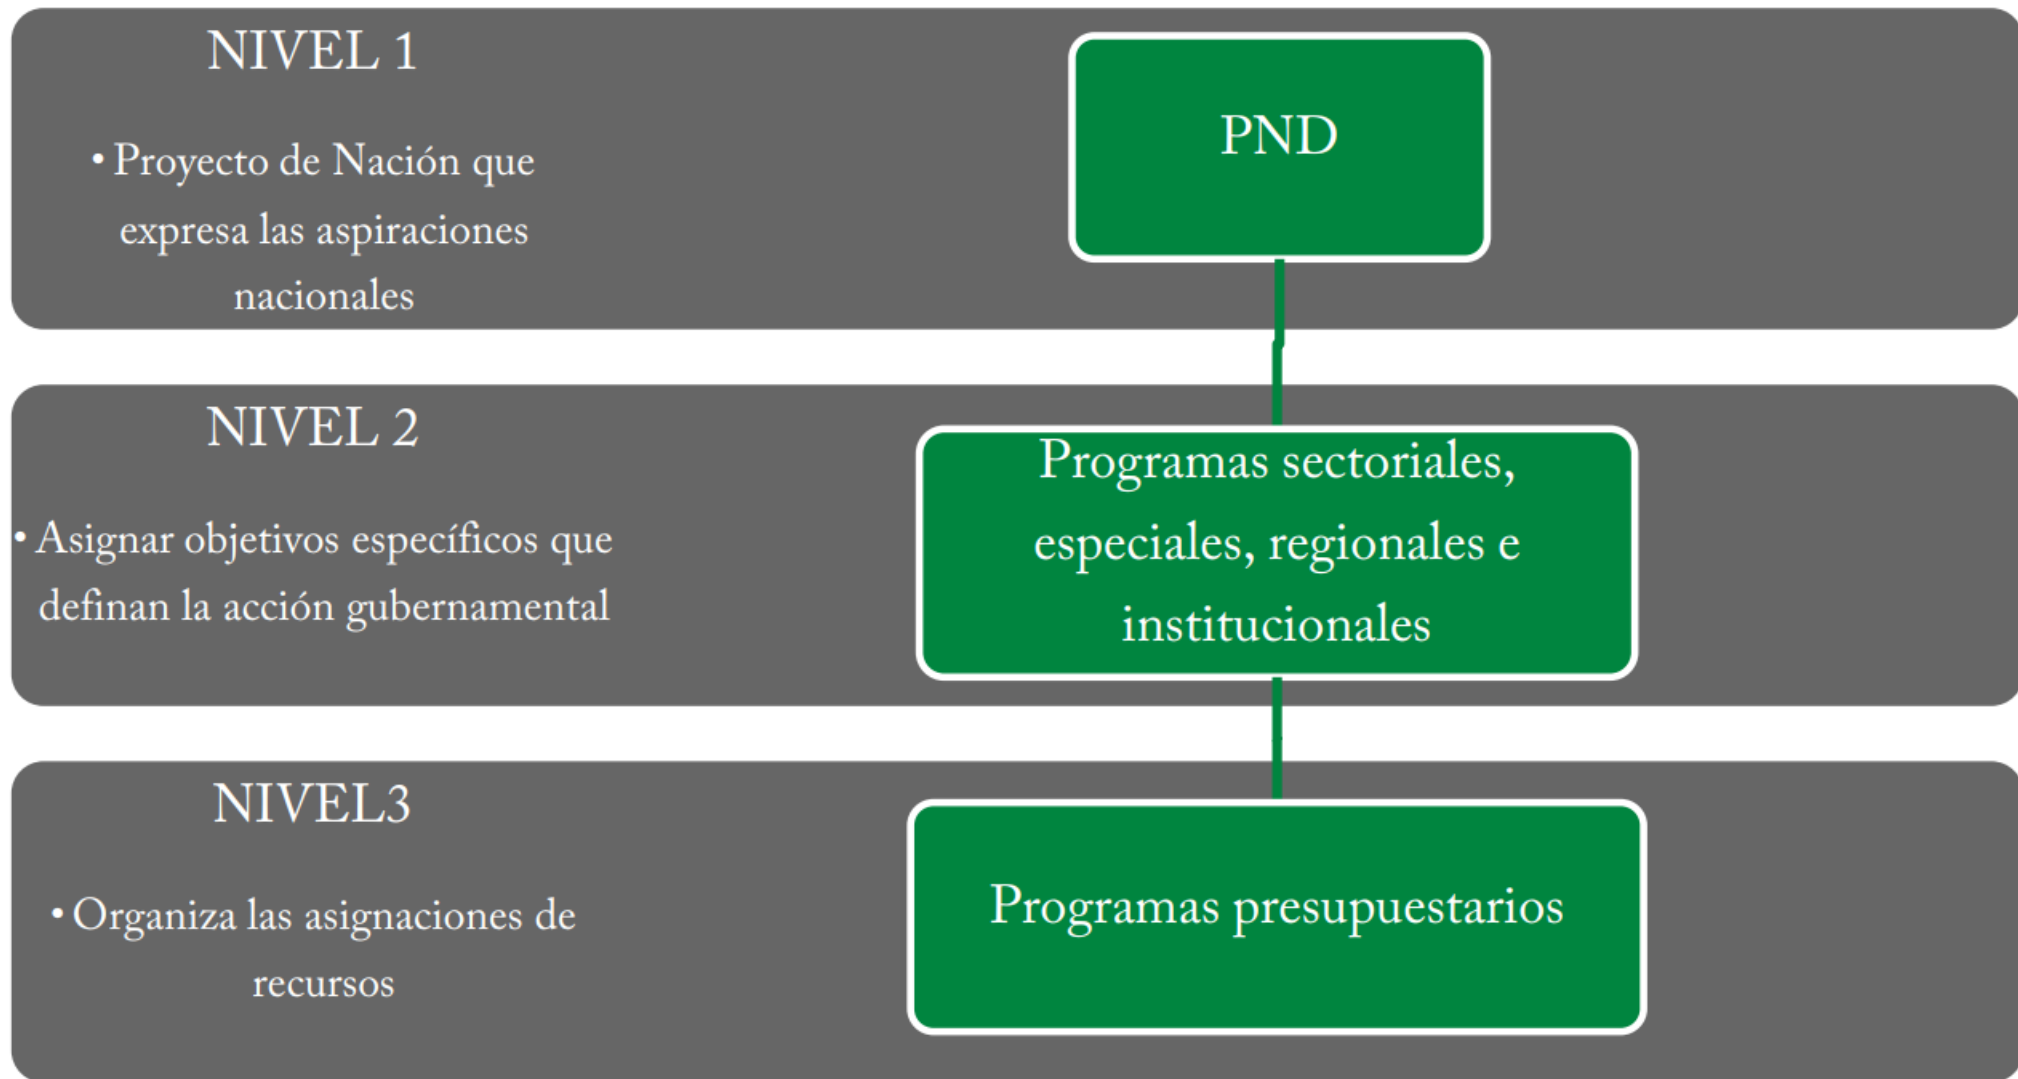 NIVEL 1
• Proyecto de Nación que
expresa las aspiraciones
nacionales
PND
NIVEL 2
• Asignar objetivos específicos que
definan la acción gubernamental
Programas sectoriales,
especiales, regionales e
institucionales
NIVEL3
• Organiza las asignaciones de
recursos
Programas presupuestarios